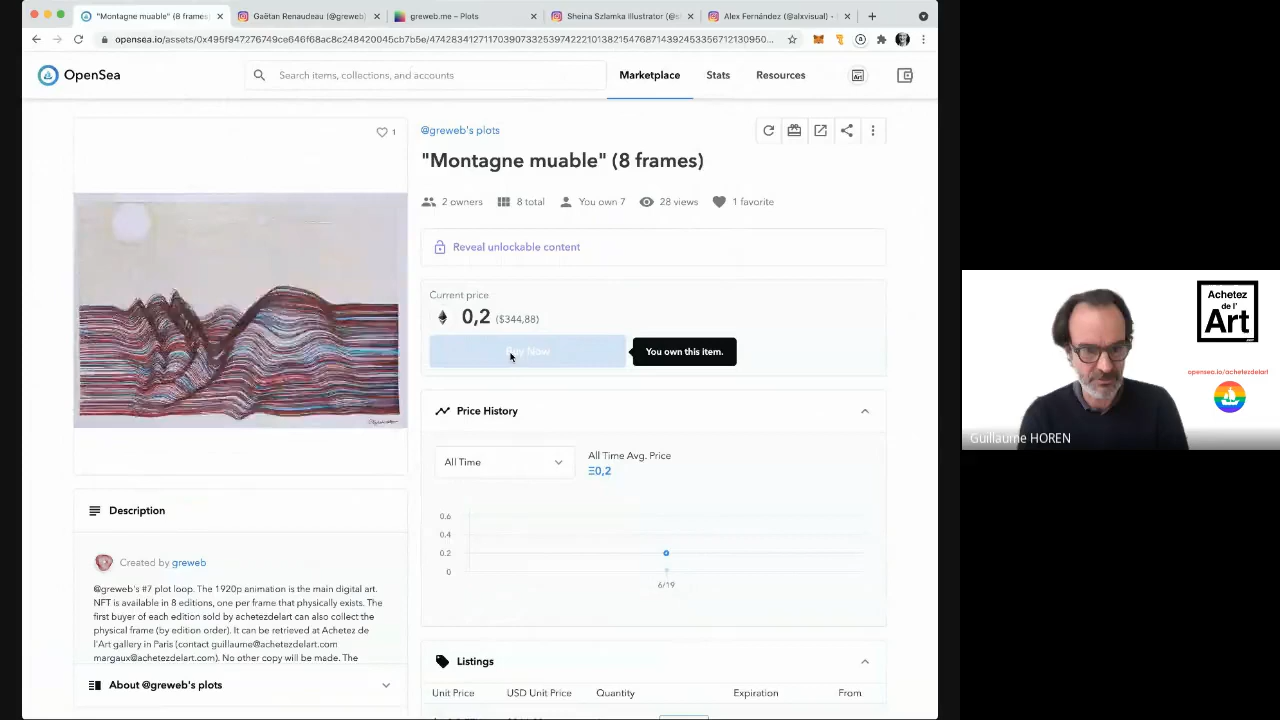 "Montagne muable" (8 frames)
Gaëtan Renaudeau (@greweb)
greweb.me – Plots
Sheina Szlamka Illustrator (@s
Alex Fernández (@alxvisual) •
OpenSea
Search items, collections, and accounts
Marketplace
Stats
Resources
1
@greweb's plots
"Montagne muable" (8 frames)
2 owners
8 total
You own 7
28 views
1 favorite
Reveal unlockable content
Current price
0,2 ($344,88)
Buy Now
You own this item.
Price History
All Time
All Time Avg. Price
Ξ0,2
0.6
0.4
0.2
0
6/19
Description
Created by greweb
@greweb's #7 plot loop. The 1920p animation is the main digital art.
NFT is available in 8 editions, one per frame that physically exists. The
first buyer of each edition sold by achetezdelart can also collect the
physical frame (by edition order). It can be retrieved at Achetez de
l'Art gallery in Paris (contact guillaume@achetezdelart.com
margaux@achetezdelart.com). No other copy will be made. The
About @greweb's plots
Listings
Unit Price
USD Unit Price
Quantity
Expiration
From
Achetez
de l'
Art
opensea.io/achetezdelart
Guillaume HOREN